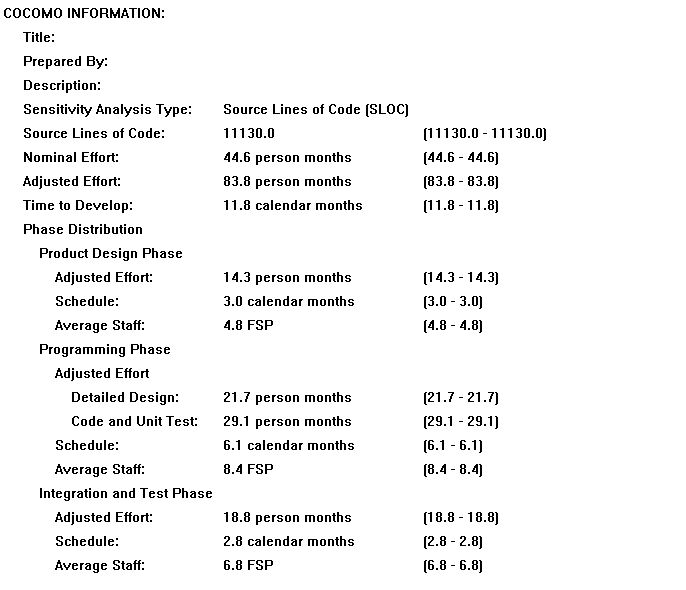 COCOMO INFORMATION:
Title:
Prepared By:
Description:
Sensitivity Analysis Type: Source Lines of Code (SLOC)
Source Lines of Code: 11130.0 (11130.0 - 11130.0)
Nominal Effort: 44.6 person months (44.6 - 44.6)
Adjusted Effort: 83.8 person months (83.8 - 83.8)
Time to Develop: 11.8 calendar months (11.8 - 11.8)
Phase Distribution
Product Design Phase
Adjusted Effort: 14.3 person months (14.3 - 14.3)
Schedule: 3.0 calendar months (3.0 - 3.0)
Average Staff: 4.8 FSP (4.8 - 4.8)
Programming Phase
Adjusted Effort
Detailed Design: 21.7 person months (21.7 - 21.7)
Code and Unit Test: 29.1 person months (29.1 - 29.1)
Schedule: 6.1 calendar months (6.1 - 6.1)
Average Staff: 8.4 FSP (8.4 - 8.4)
Integration and Test Phase
Adjusted Effort: 18.8 person months (18.8 - 18.8)
Schedule: 2.8 calendar months (2.8 - 2.8)
Average Staff: 6.8 FSP (6.8 - 6.8)